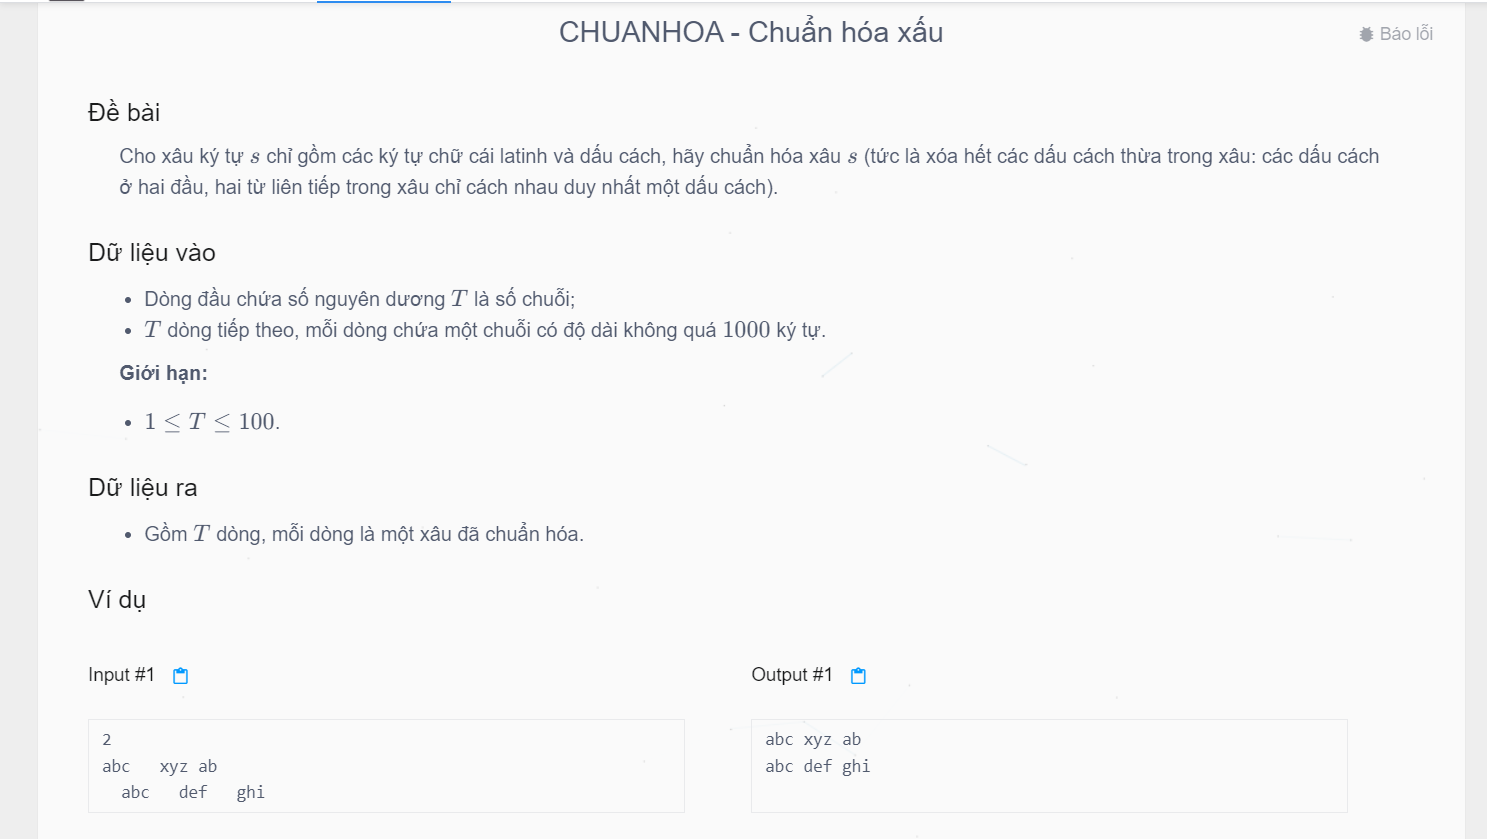 CHUANHOA - Chuẩn hóa xấu
Báo lỗi
Đề bài
Cho xâu ký tự s chỉ gồm các ký tự chữ cái latinh và dấu cách, hãy chuẩn hóa xâu s (tức là xóa hết các dấu cách thừa trong xâu: các dấu cách
ở hai đầu, hai từ liên tiếp trong xâu chỉ cách nhau duy nhất một dấu cách).
Dữ liệu vào
• Dòng đầu chứa số nguyên dương T là số chuỗi;
• T dòng tiếp theo, mỗi dòng chứa một chuỗi có độ dài không quá 1000 ký tự.
Giới hạn:
• 1 ≤ T ≤ 100.
Dữ liệu ra
• Gồm T dòng, mỗi dòng là một xâu đã chuẩn hóa.
Ví dụ
Input #1
2
abc   xyz ab
  abc   def   ghi
Output #1
abc xyz ab
abc def ghi